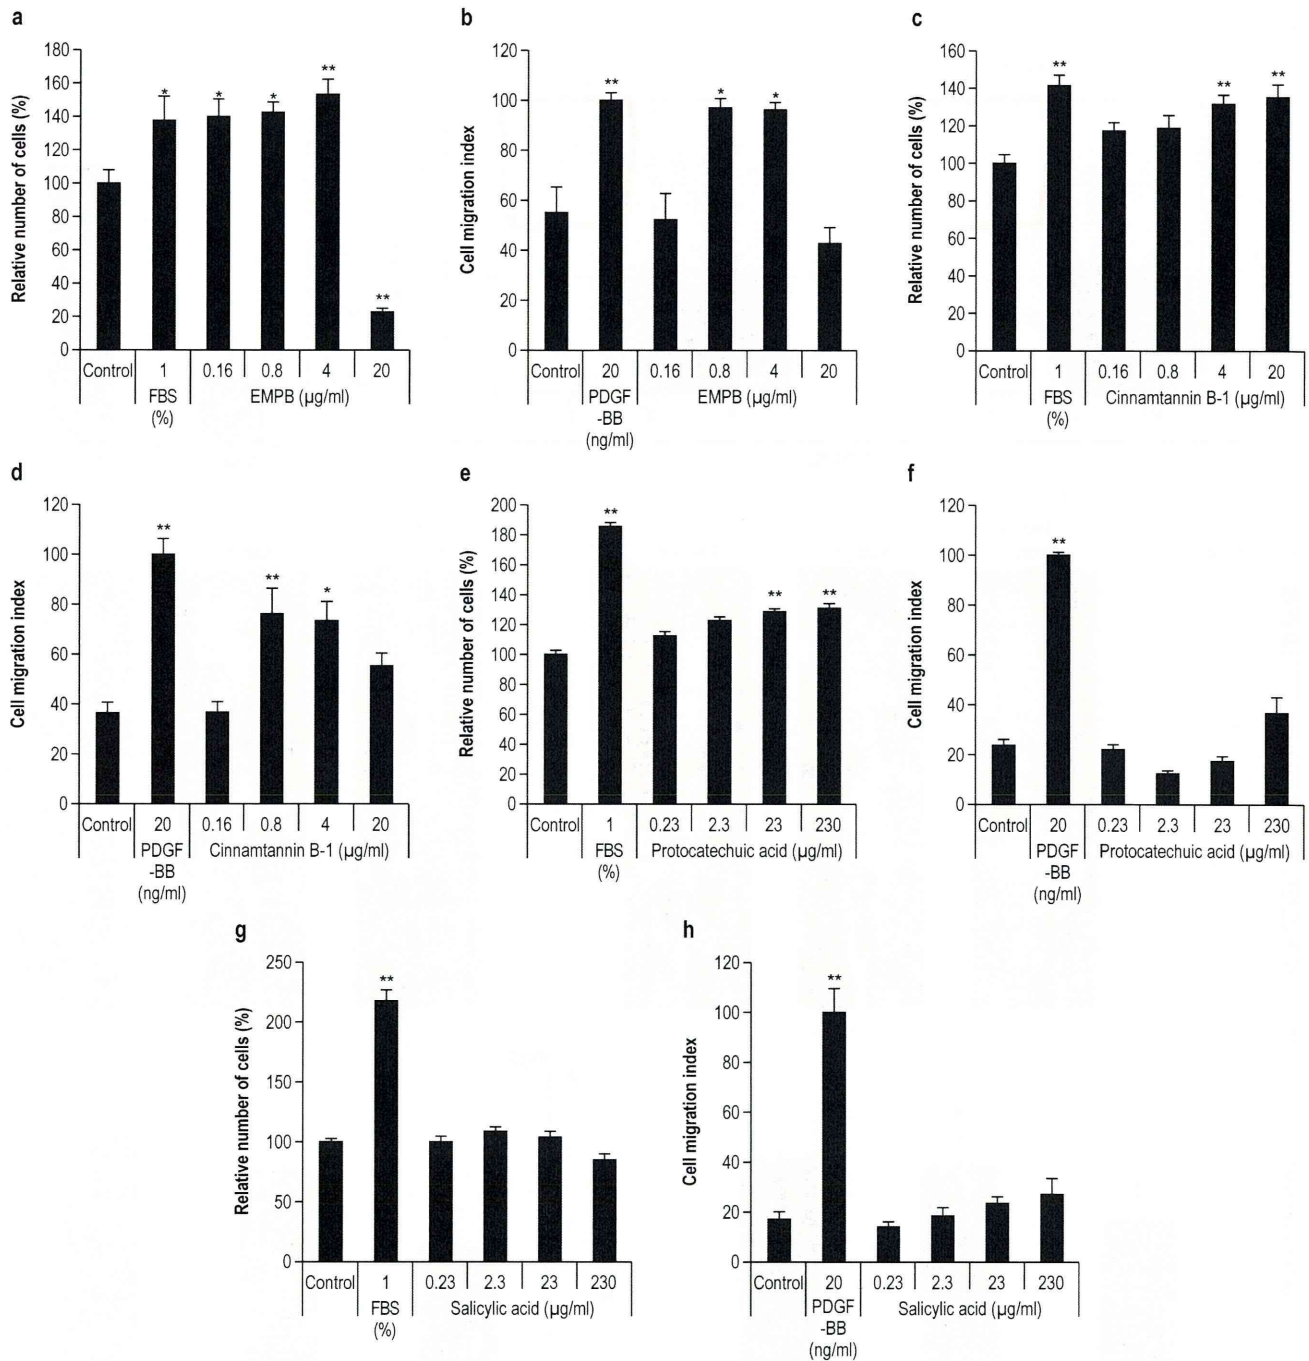 a
Relative number of cells (%)
180
160
140
120
100
80
60
40
20
0
* * * ** **
Control 1 0.16 0.8 4 20
FBS EMPB (µg/ml)
(%)
b
Cell migration index
120
100
80
60
40
20
0
** * *
Control 20 0.16 0.8 4 20
PDGF EMPB (µg/ml)
-BB
(ng/ml)
c
Relative number of cells (%)
160
140
120
100
80
60
40
20
0
** ** **
Control 1 0.16 0.8 4 20
FBS Cinnamtannin B-1 (µg/ml)
(%)
d
Cell migration index
120
100
80
60
40
20
0
** ** *
Control 20 0.16 0.8 4 20
PDGF Cinnamtannin B-1 (µg/ml)
-BB
(ng/ml)
e
Relative number of cells (%)
200
180
160
140
120
100
80
60
40
20
0
** ** **
Control 1 0.23 2.3 23 230
FBS Protocatechuic acid (µg/ml)
(%)
f
Cell migration index
120
100
80
60
40
20
0
**
Control 20 0.23 2.3 23 230
PDGF Protocatechuic acid (µg/ml)
-BB
(ng/ml)
g
Relative number of cells (%)
250
200
150
100
50
0
**
Control 1 0.23 2.3 23 230
FBS Salicylic acid (µg/ml)
(%)
h
Cell migration index
120
100
80
60
40
20
0
**
Control 20 0.23 2.3 23 230
PDGF Salicylic acid (µg/ml)
-BB
(ng/ml)